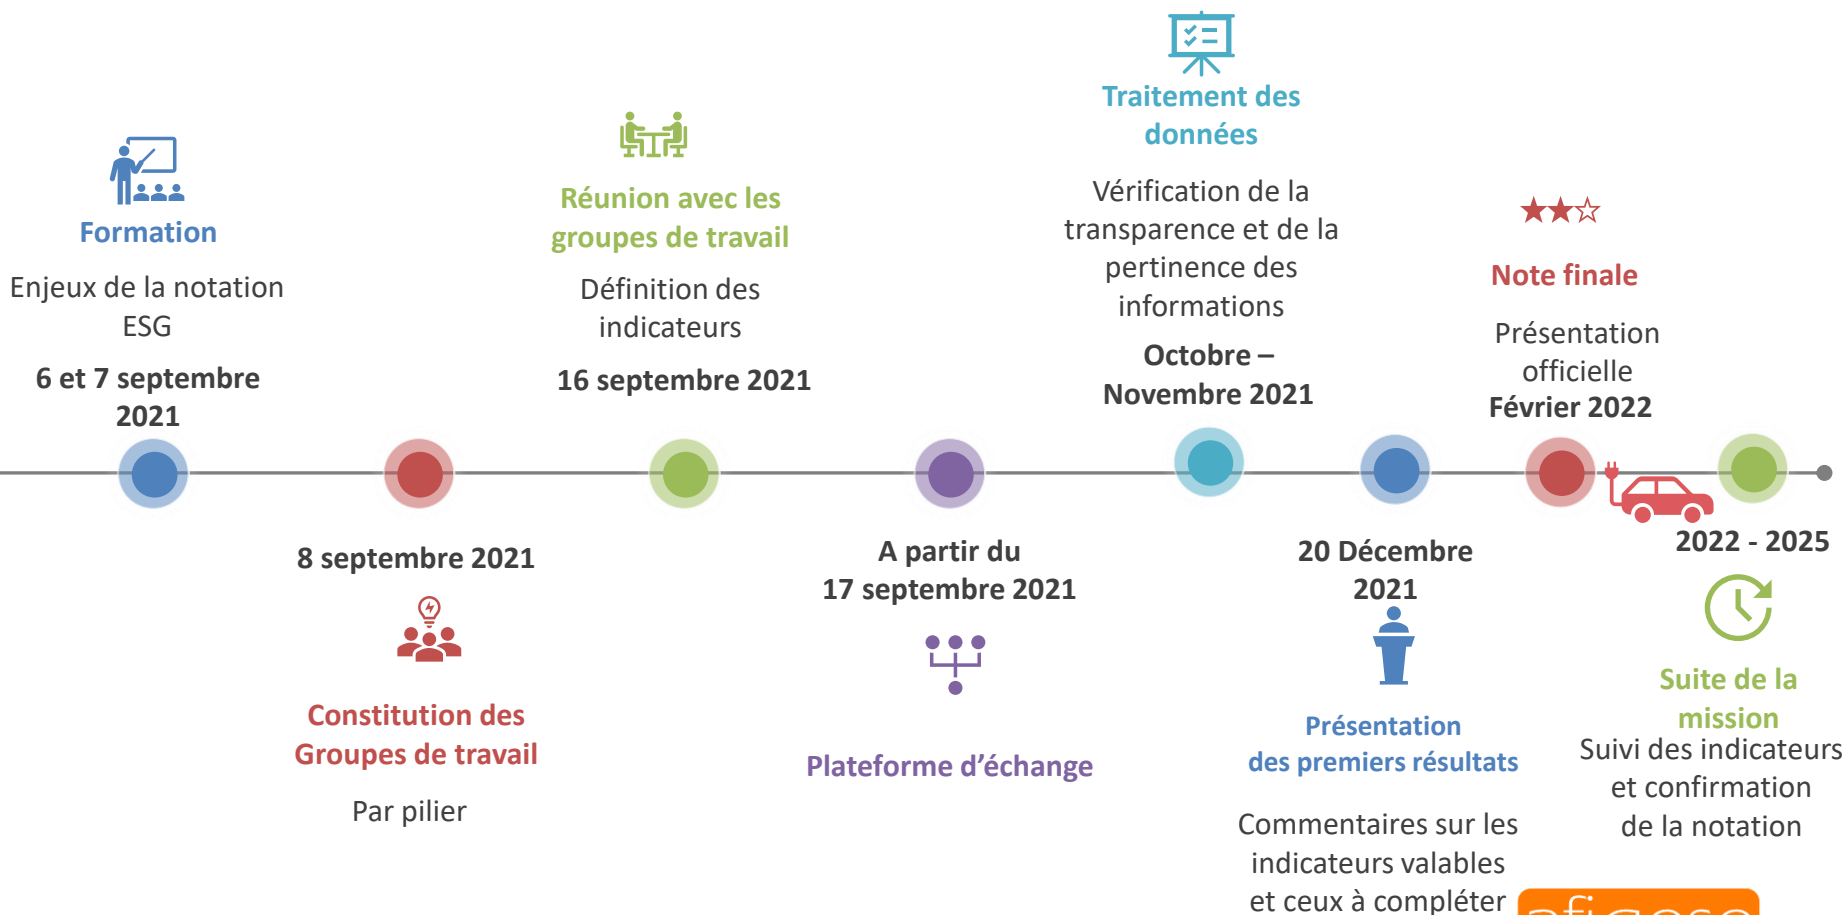 Formation
Enjeux de la notation
ESG
6 et 7 septembre
2021
8 septembre 2021
Constitution des
Groupes de travail
Par pilier
Réunion avec les
groupes de travail
Définition des
indicateurs
16 septembre 2021
A partir du
17 septembre 2021
Plateforme d’échange
Traitement des
données
Vérification de la
transparence et de la
pertinence des
informations
Octobre –
Novembre 2021
20 Décembre
2021
Présentation
des premiers résultats
Commentaires sur les
indicateurs valables
et ceux à compléter
Note finale
Présentation
officielle
Février 2022
2022 - 2025
Suite de la
mission
Suivi des indicateurs
et confirmation
de la notation